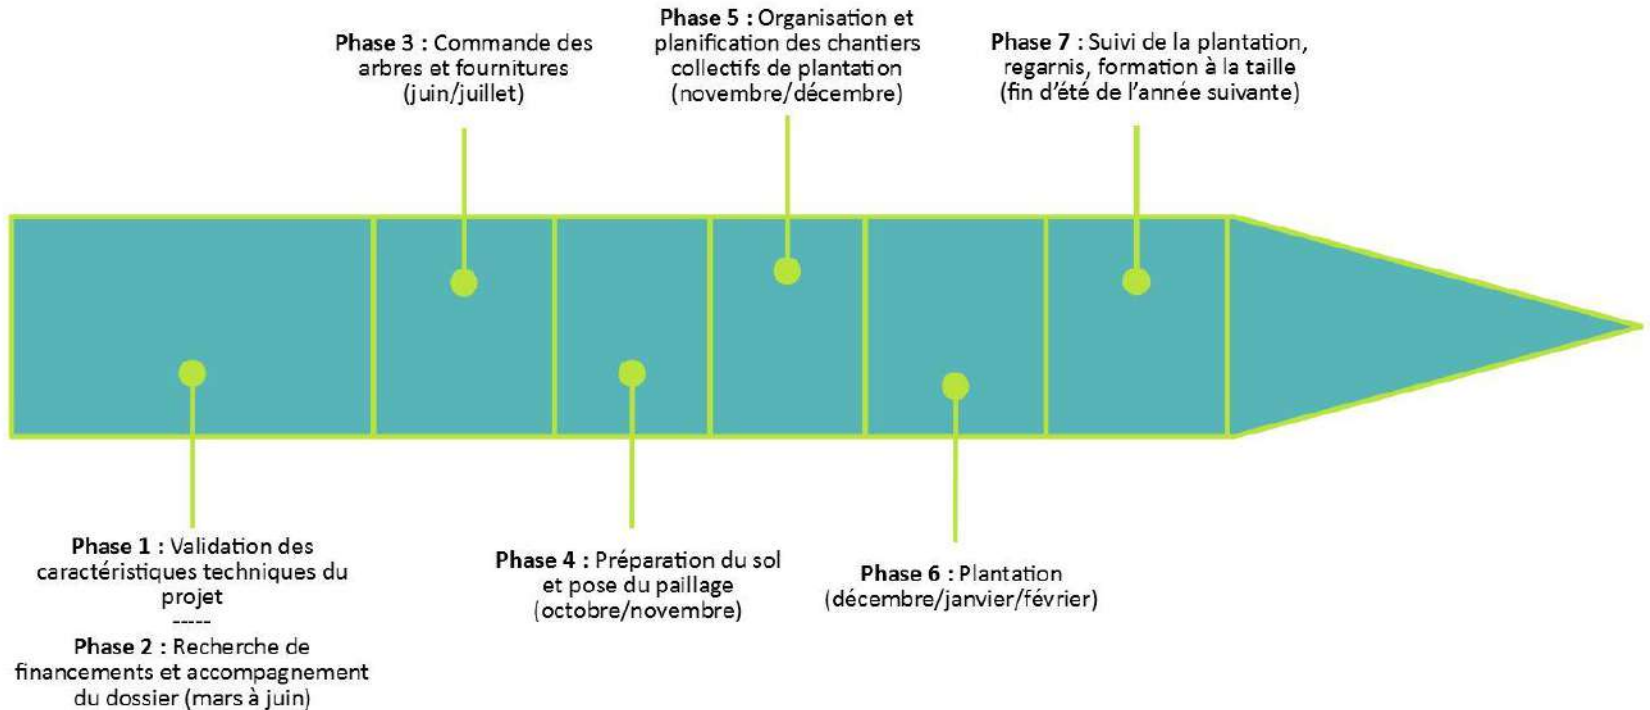 Phase 3 : Commande des
arbres et fournitures
(juin/juillet)
Phase 5 : Organisation et
planification des chantiers
collectifs de plantation
(novembre/décembre)
Phase 7 : Suivi de la plantation,
regarnis, formation à la taille
(fin d'été de l'année suivante)
Phase 1 : Validation des
caractéristiques techniques du
projet
-----
Phase 2 : Recherche de
financements et accompagnement
du dossier (mars à juin)
Phase 4 : Préparation du sol
et pose du paillage
(octobre/novembre)
Phase 6 : Plantation
(décembre/janvier/février)